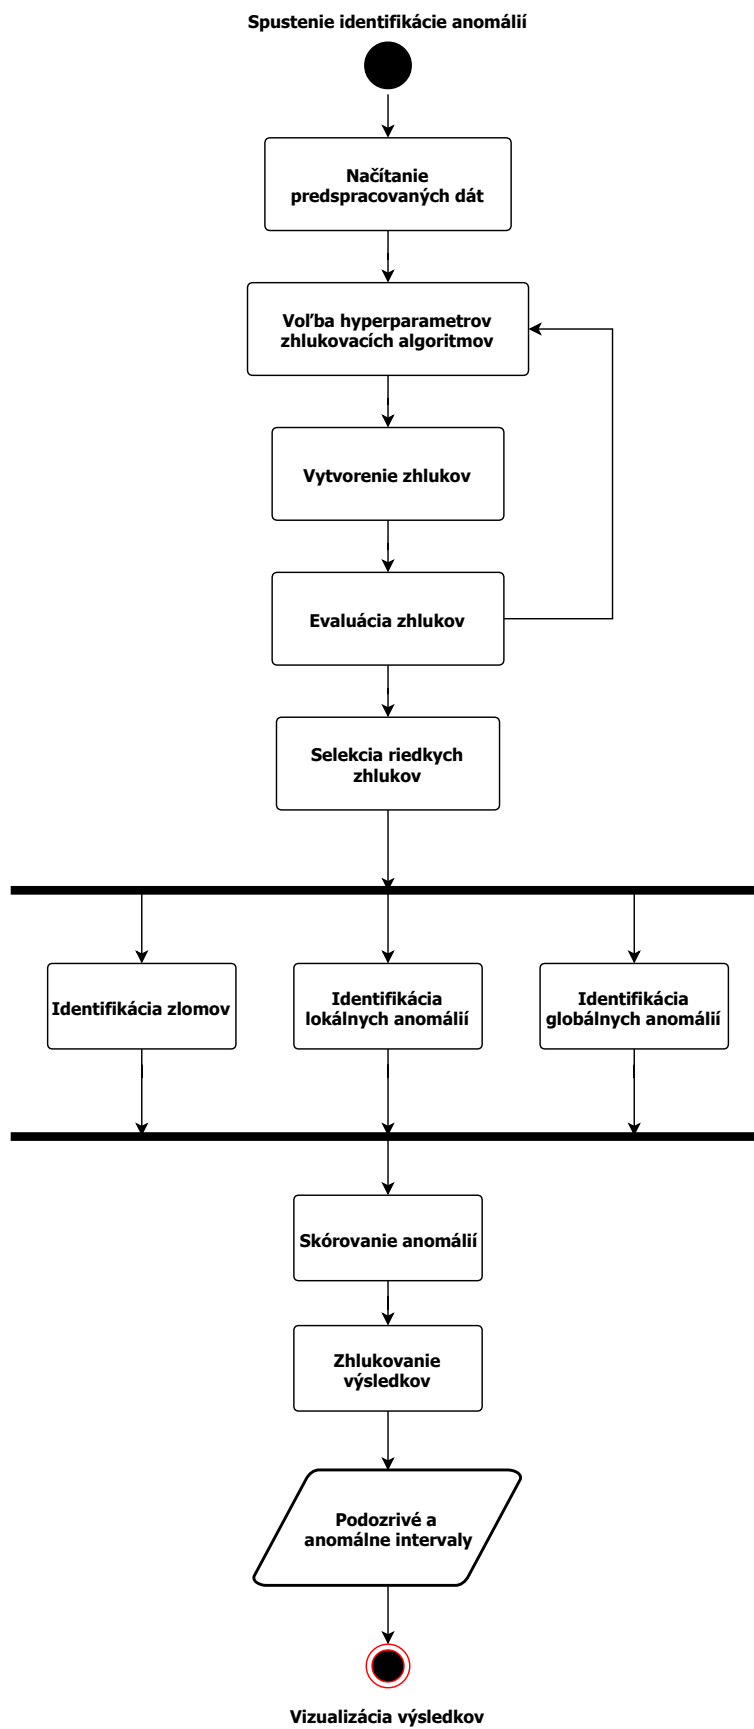 Spustenie identifikácie anomálií
Načítanie
predspracovaných dát
Voľba hyperparametrov
zhlukovacích algoritmov
Vytvorenie zhlukov
Evaluácia zhlukov
Selekcia riedkych
zhlukov
Identifikácia zlomov
Identifikácia
lokálnych anomálií
Identifikácia
globálnych anomálií
Skórovanie anomálií
Zhlukovanie
výsledkov
Podozrivé a
anomálne intervaly
Vizualizácia výsledkov